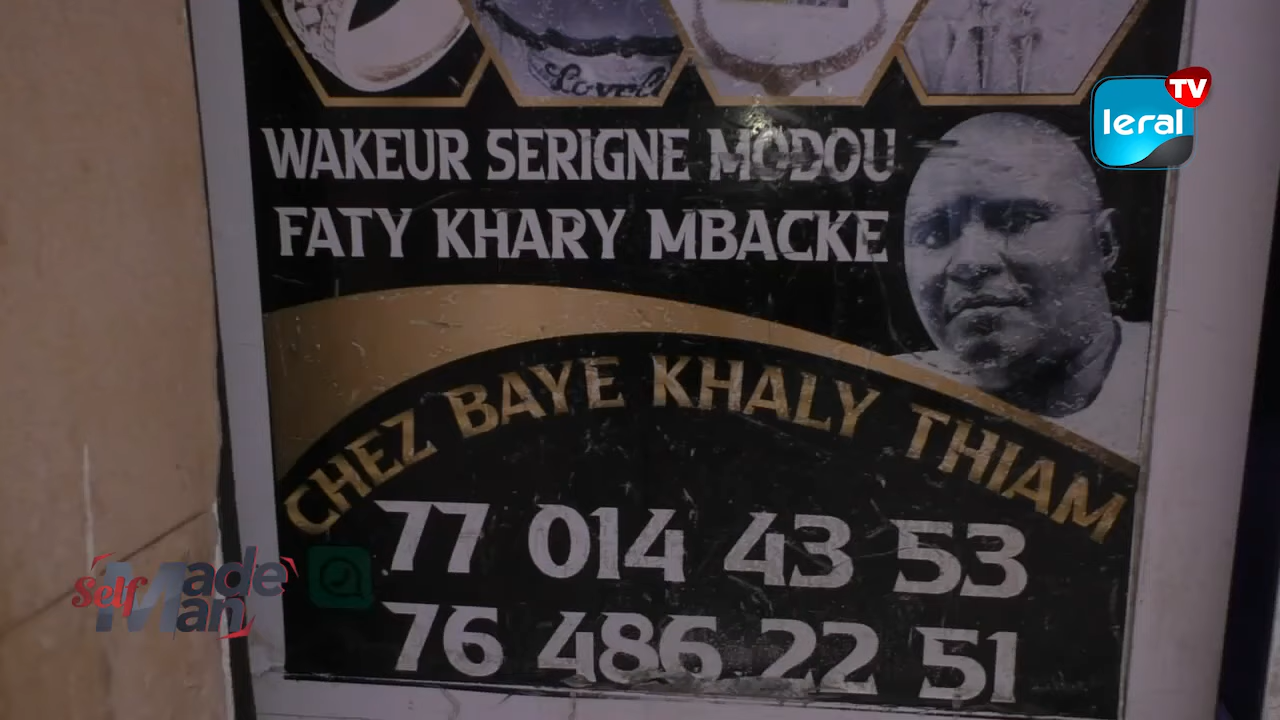 Lovel
TV
leral
WAKEUR SERIGNE MODOU
FATY KHARY MBACKE
CHEZ BAYE KHALY THIAM
77 014 43 53
76 486 22 51
Self Made Man